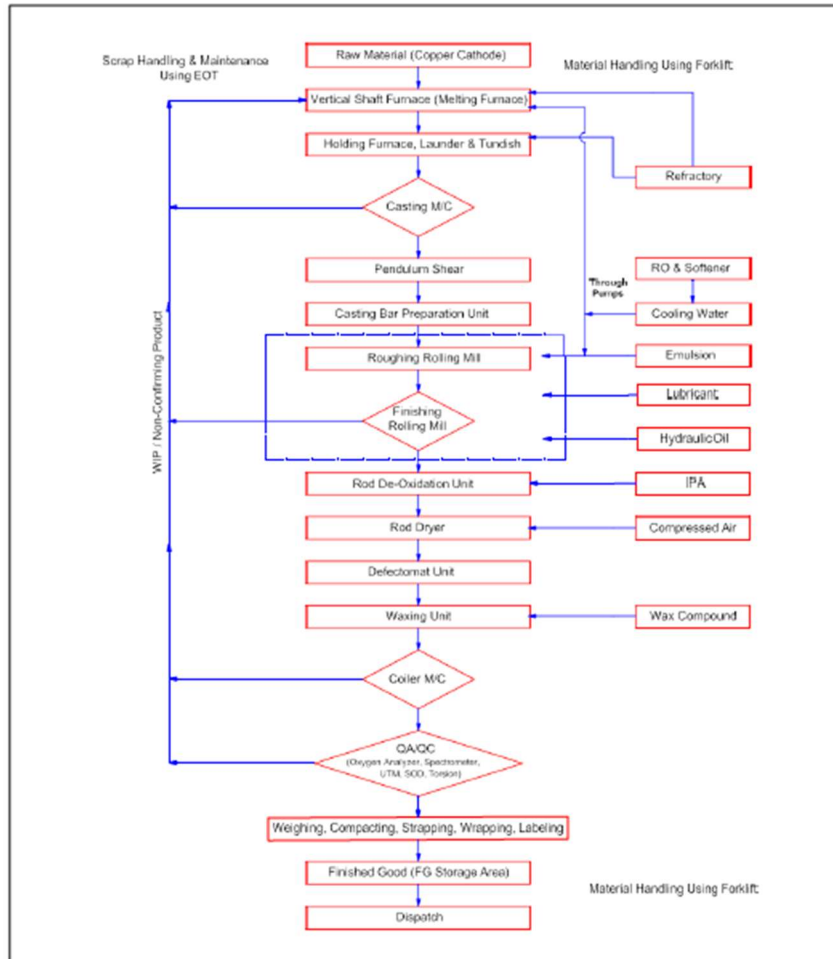 Scrap Handling & Maintenance
Using EOT
Raw Material (Copper Cathode)
Material Handling Using Forklift
Vertical Shaft Furnace (Melting Furnace)
Holding Furnace, Launder & Tundish
Refractory
Casting M/C
Pendulum Shear
RO & Softener
Through
Pumps
Casting Bar Preparation Unit
Cooling Water
Roughing Rolling Mill
Emulsion
Finishing
Rolling Mill
Lubricant
Hydraulic Oil
WIP / Non-Confirming Product
Rod De-Oxidation Unit
IPA
Rod Dryer
Compressed Air
Defectomat Unit
Waxing Unit
Wax Compound
Coiler M/C
QA/QC
(Oxygen Analyzer, Spectrometer,
UTM, SOD, Torsion)
Weighing, Compacting, Strapping, Wrapping, Labeling
Finished Good (FG Storage Area)
Material Handling Using Forklift
Dispatch